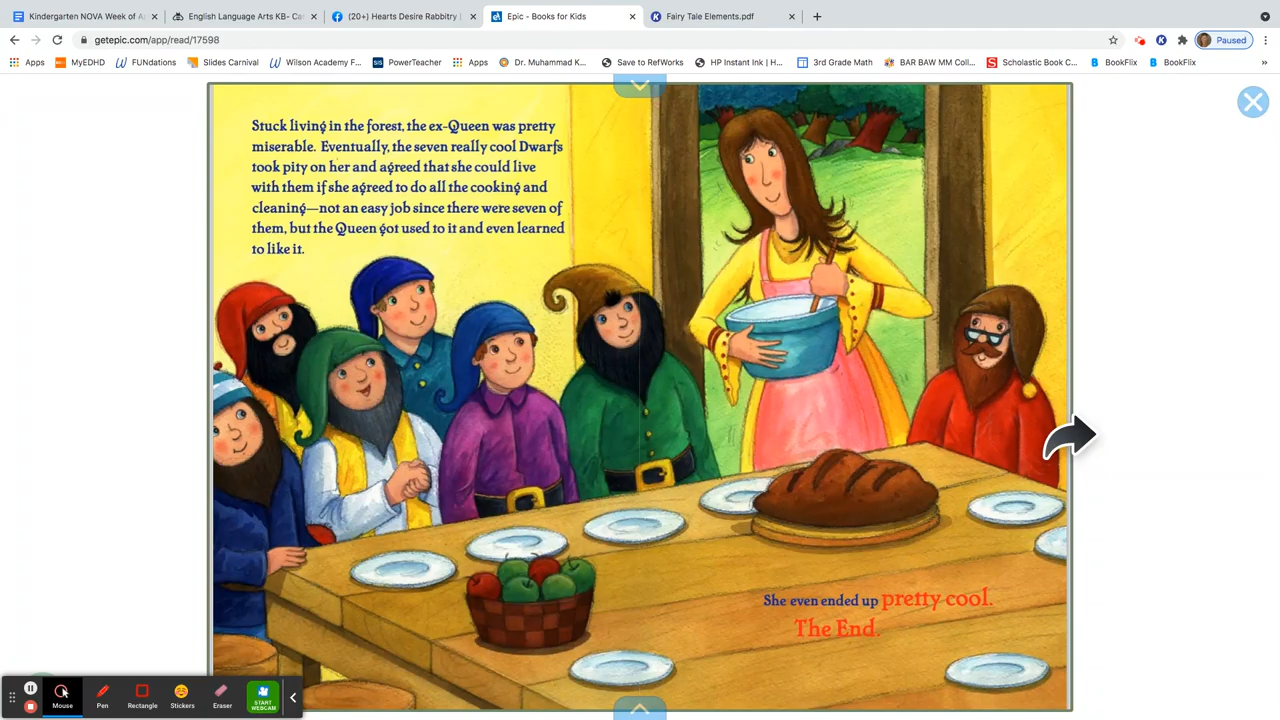 Kindergarten NOVA Week of A
English Language Arts KB- Ca
(20+) Hearts Desire Rabbitry |
Epic - Books for Kids
Fairy Tale Elements.pdf
getepic.com/app/read/17598
Paused
Apps
MyEDHD
FUNdations
Slides Carnival
Wilson Academy F...
PowerTeacher
Apps
Dr. Muhammad K...
Save to RefWorks
HP Instant Ink | H...
3rd Grade Math
BAR BAW MM Coll...
Scholastic Book C...
BookFlix
BookFlix
Stuck living in the forest, the ex-Queen was pretty
miserable. Eventually, the seven really cool Dwarfs
took pity on her and agreed that she could live
with them if she agreed to do all the cooking and
cleaning—not an easy job since there were seven of
them, but the Queen got used to it and even learned
to like it.
She even ended up pretty cool.
The End.
Mouse
Pen
Rectangle
Stickers
Eraser
START
WEBCAM